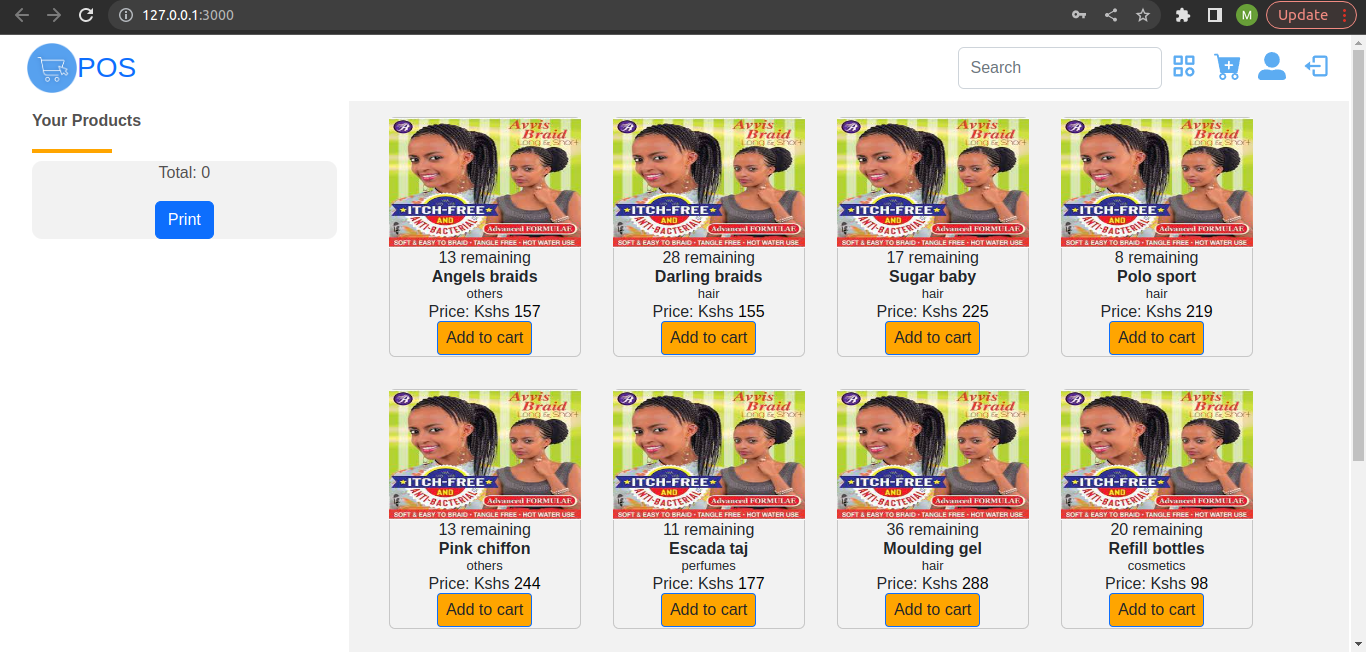 127.0.0.1:3000
M
Update
POS
Search
Your Products
Total: 0
Print
Avvis
Braid
Long & Short
ITCH-FREE
AND
ANTI-BACTERIAL
Advanced FORMULAE
SOFT & EASY TO BRAID · TANGLE FREE · HOT WATER USE
13 remaining
Angels braids
others
Price: Kshs 157
Add to cart
Avvis
Braid
Long & Short
ITCH-FREE
AND
ANTI-BACTERIAL
Advanced FORMULAE
SOFT & EASY TO BRAID · TANGLE FREE · HOT WATER USE
28 remaining
Darling braids
hair
Price: Kshs 155
Add to cart
Avvis
Braid
Long & Short
ITCH-FREE
AND
ANTI-BACTERIAL
Advanced FORMULAE
SOFT & EASY TO BRAID · TANGLE FREE · HOT WATER USE
17 remaining
Sugar baby
hair
Price: Kshs 225
Add to cart
Avvis
Braid
Long & Short
ITCH-FREE
AND
ANTI-BACTERIAL
Advanced FORMULAE
SOFT & EASY TO BRAID · TANGLE FREE · HOT WATER USE
8 remaining
Polo sport
hair
Price: Kshs 219
Add to cart
Avvis
Braid
Long & Short
ITCH-FREE
AND
ANTI-BACTERIAL
Advanced FORMULAE
SOFT & EASY TO BRAID · TANGLE FREE · HOT WATER USE
13 remaining
Pink chiffon
others
Price: Kshs 244
Add to cart
Avvis
Braid
Long & Short
ITCH-FREE
AND
ANTI-BACTERIAL
Advanced FORMULAE
SOFT & EASY TO BRAID · TANGLE FREE · HOT WATER USE
11 remaining
Escada taj
perfumes
Price: Kshs 177
Add to cart
Avvis
Braid
Long & Short
ITCH-FREE
AND
ANTI-BACTERIAL
Advanced FORMULAE
SOFT & EASY TO BRAID · TANGLE FREE · HOT WATER USE
36 remaining
Moulding gel
hair
Price: Kshs 288
Add to cart
Avvis
Braid
Long & Short
ITCH-FREE
AND
ANTI-BACTERIAL
Advanced FORMULAE
SOFT & EASY TO BRAID · TANGLE FREE · HOT WATER USE
20 remaining
Refill bottles
cosmetics
Price: Kshs 98
Add to cart